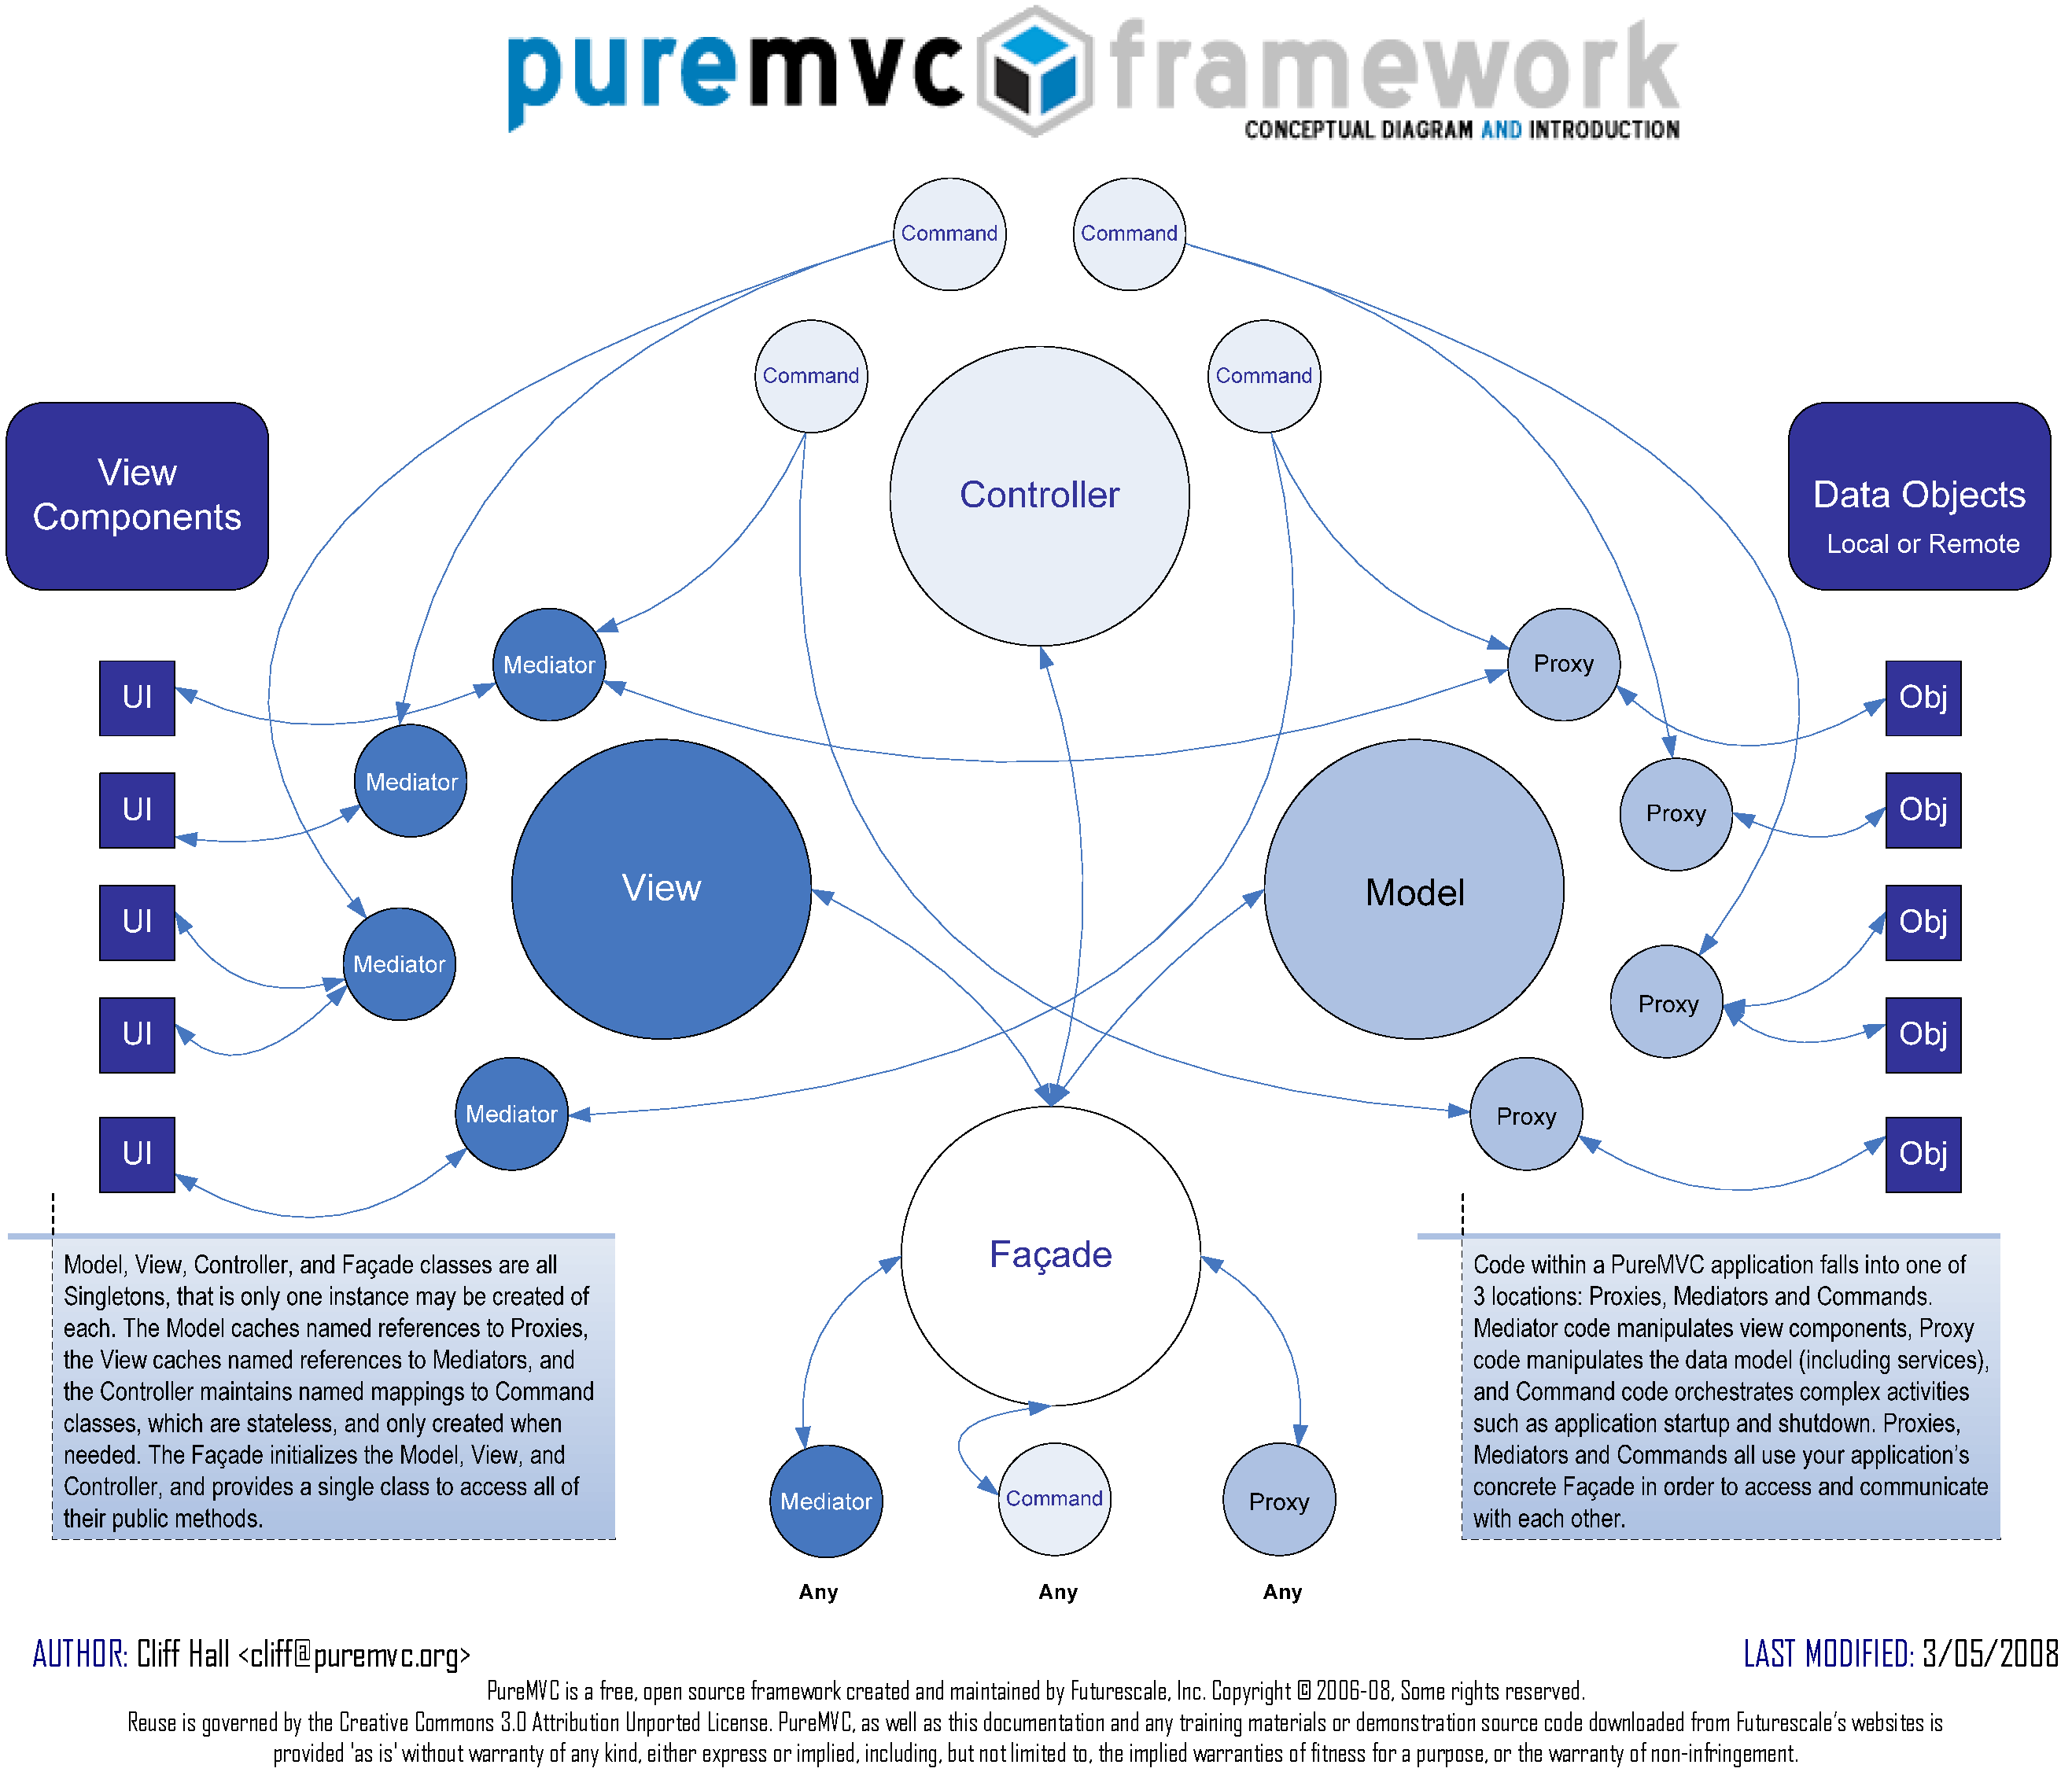 puremvc framework
CONCEPTUAL DIAGRAM AND INTRODUCTION
Command
Command
Command
Command
Controller
View
Components
Data Objects
Local or Remote
Mediator
Proxy
UI
Obj
Mediator
Proxy
UI
Obj
View
Model
UI
Obj
Mediator
Proxy
UI
Obj
Mediator
Proxy
UI
Obj
Façade
Model, View, Controller, and Façade classes are all
Singletons, that is only one instance may be created of
each. The Model caches named references to Proxies,
the View caches named references to Mediators, and
the Controller maintains named mappings to Command
classes, which are stateless, and only created when
needed. The Façade initializes the Model, View, and
Controller, and provides a single class to access all of
their public methods.
Code within a PureMVC application falls into one of
3 locations: Proxies, Mediators and Commands.
Mediator code manipulates view components, Proxy
code manipulates the data model (including services),
and Command code orchestrates complex activities
such as application startup and shutdown. Proxies,
Mediators and Commands all use your application's
concrete Façade in order to access and communicate
with each other.
Mediator
Command
Proxy
Any
Any
Any
AUTHOR: Cliff Hall <cliff@puremvc.org>
LAST MODIFIED: 3/05/2008
PureMVC is a free, open source framework created and maintained by Futurescale, Inc. Copyright © 2006-08, Some rights reserved.
Reuse is governed by the Creative Commons 3.0 Attribution Unported License. PureMVC, as well as this documentation and any training materials or demonstration source code downloaded from Futurescale's websites is
provided 'as is' without warranty of any kind, either express or implied, including, but not limited to, the implied warranties of fitness for a purpose, or the warranty of non-infringement.